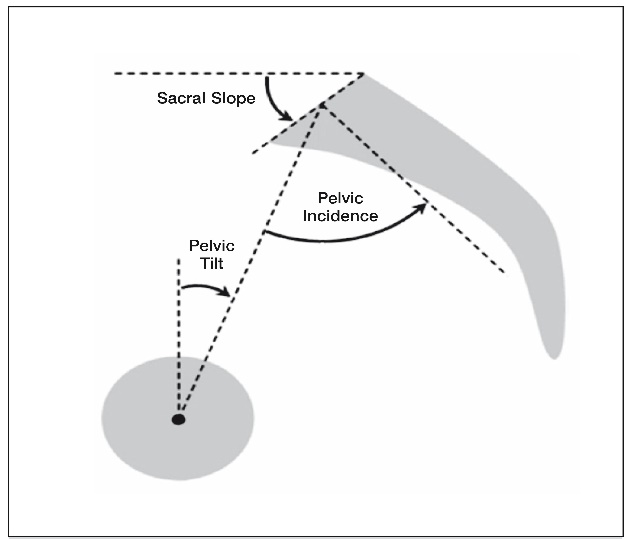 Sacral Slope
Pelvic
Incidence
Pelvic
Tilt